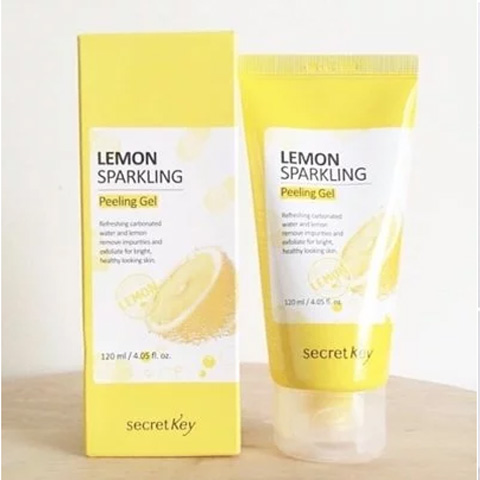 LEMON
SPARKLING
Peeling Gel
Refreshing carbonated
water and lemon
remove impurities and
exfoliate for bright,
healthy looking skin.
LEMON
120 ml / 4.05 fl. oz.
secretKey
LEMON
SPARKLING
Peeling Gel
Refreshing carbonated
water and lemon
remove impurities and
exfoliate for bright,
healthy looking skin.
LEMON
120 ml / 4.05 fl. oz.
secretKey